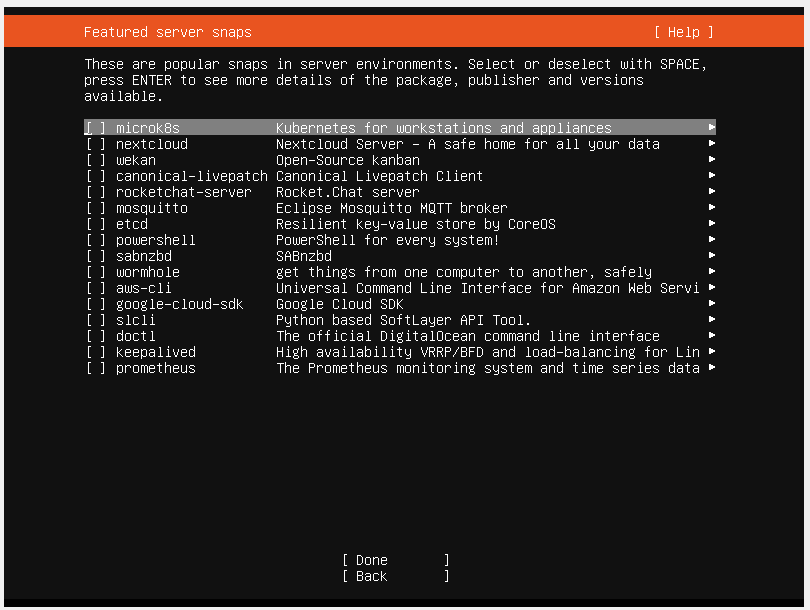 Featured server snaps [ Help ]
These are popular snaps in server environments. Select or deselect with SPACE,
press ENTER to see more details of the package, publisher and versions
available.
[ ] microk8s Kubernetes for workstations and appliances ▸
[ ] nextcloud Nextcloud Server - A safe home for all your data ▸
[ ] wekan Open-Source kanban ▸
[ ] canonical-livepatch Canonical Livepatch Client ▸
[ ] rocketchat-server Rocket.Chat server ▸
[ ] mosquitto Eclipse Mosquitto MQTT broker ▸
[ ] etcd Resilient key-value store by CoreOS ▸
[ ] powershell PowerShell for every system! ▸
[ ] sabnzbd SABnzbd ▸
[ ] wormhole get things from one computer to another, safely ▸
[ ] aws-cli Universal Command Line Interface for Amazon Web Servi ▸
[ ] google-cloud-sdk Google Cloud SDK ▸
[ ] slcli Python based SoftLayer API Tool. ▸
[ ] doctl The official DigitalOcean command line interface ▸
[ ] keepalived High availability VRRP/BFD and load-balancing for Lin ▸
[ ] prometheus The Prometheus monitoring system and time series data ▸
[ Done ]
[ Back ]